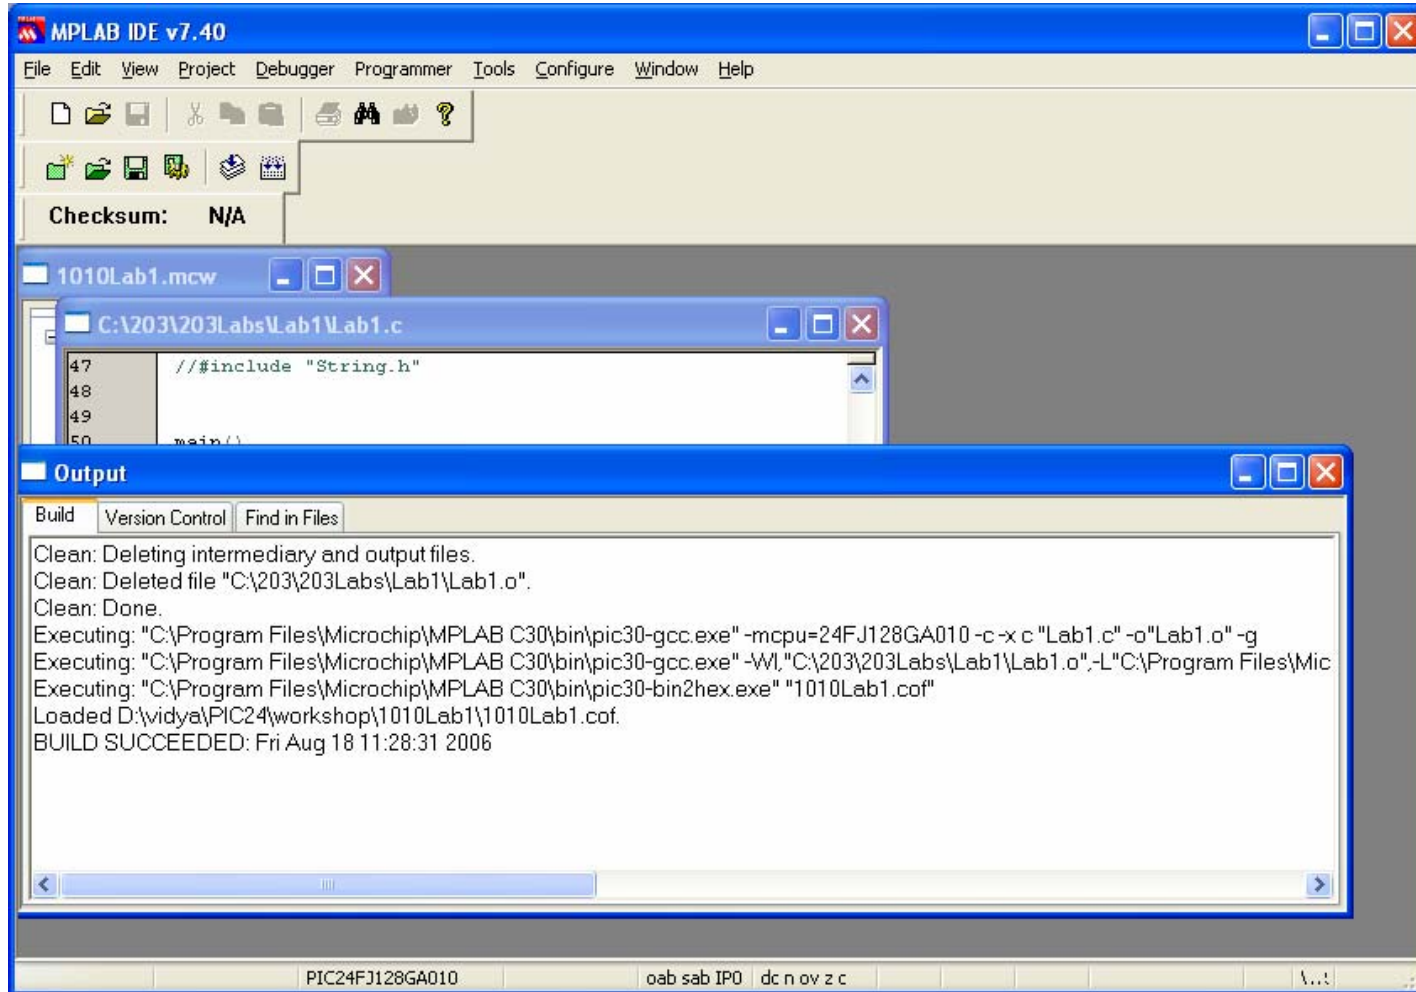 MPLAB IDE v7.40
File Edit View Project Debugger Programmer Tools Configure Window Help
Checksum: N/A
1010Lab1.mcw
C:\203\203Labs\Lab1\Lab1.c
47 //#include "String.h"
48
49
50 main()
Output
Build Version Control Find in Files
Clean: Deleting intermediary and output files.
Clean: Deleted file "C:\203\203Labs\Lab1\Lab1.o".
Clean: Done.
Executing: "C:\Program Files\Microchip\MPLAB C30\bin\pic30-gcc.exe" -mcpu=24FJ128GA010 -c -x c "Lab1.c" -o"Lab1.o" -g
Executing: "C:\Program Files\Microchip\MPLAB C30\bin\pic30-gcc.exe" -Wl,"C:\203\203Labs\Lab1\Lab1.o",-L"C:\Program Files\Mic
Executing: "C:\Program Files\Microchip\MPLAB C30\bin\pic30-bin2hex.exe" "1010Lab1.cof"
Loaded D:\vidya\PIC24\workshop\1010Lab1\1010Lab1.cof.
BUILD SUCCEEDED: Fri Aug 18 11:28:31 2006
PIC24FJ128GA010 oab sab IP0 dc n ov z c